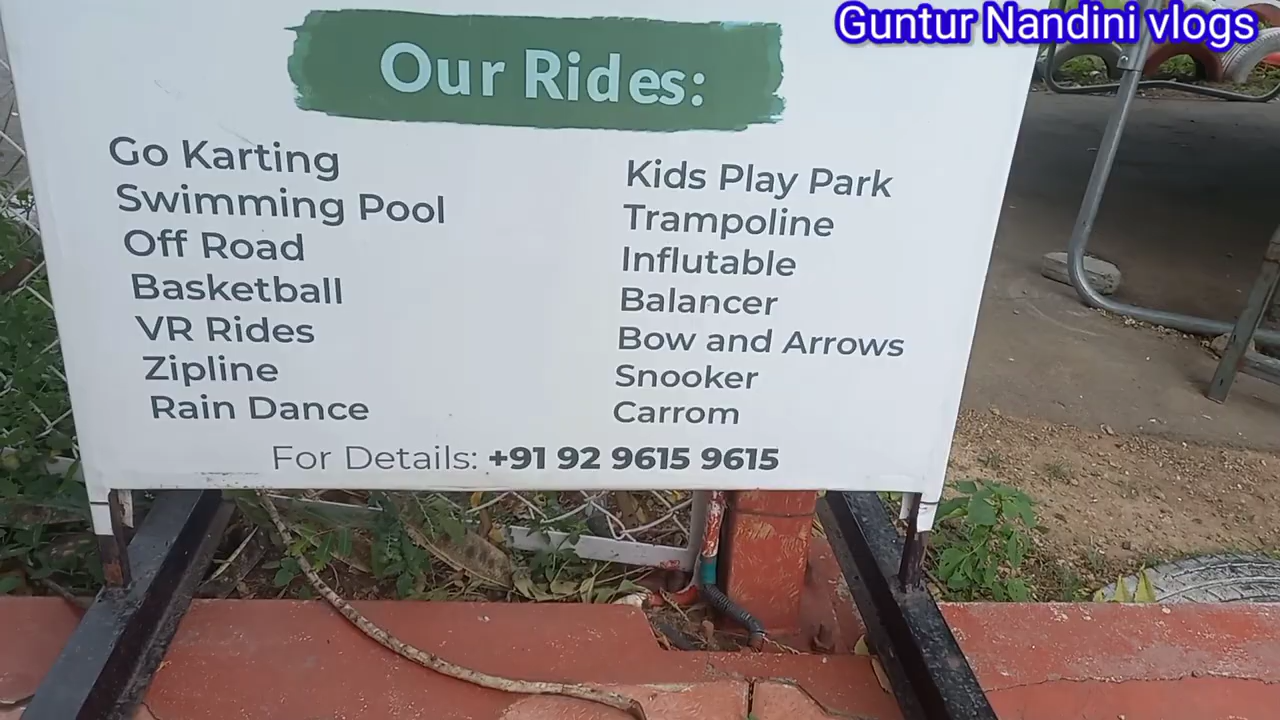 Guntur Nandini vlogs
Our Rides:
Go Karting
Swimming Pool
Off Road
Basketball
VR Rides
Zipline
Rain Dance
Kids Play Park
Trampoline
Influtable
Balancer
Bow and Arrows
Snooker
Carrom
For Details: +91 92 9615 9615